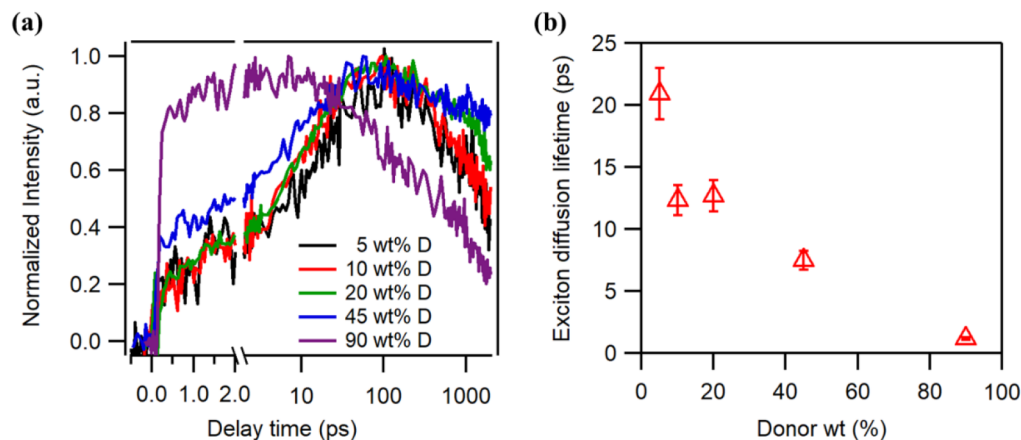 (a)
Normalized Intensity (a.u.)
1.0
0.8
0.6
0.4
0.2
0.0
5 wt% D
10 wt% D
20 wt% D
45 wt% D
90 wt% D
0.0 1.0 2.0 10 100 1000
Delay time (ps)
(b)
Exciton diffusion lifetime (ps)
25
20
15
10
5
0
0 20 40 60 80 100
Donor wt (%)